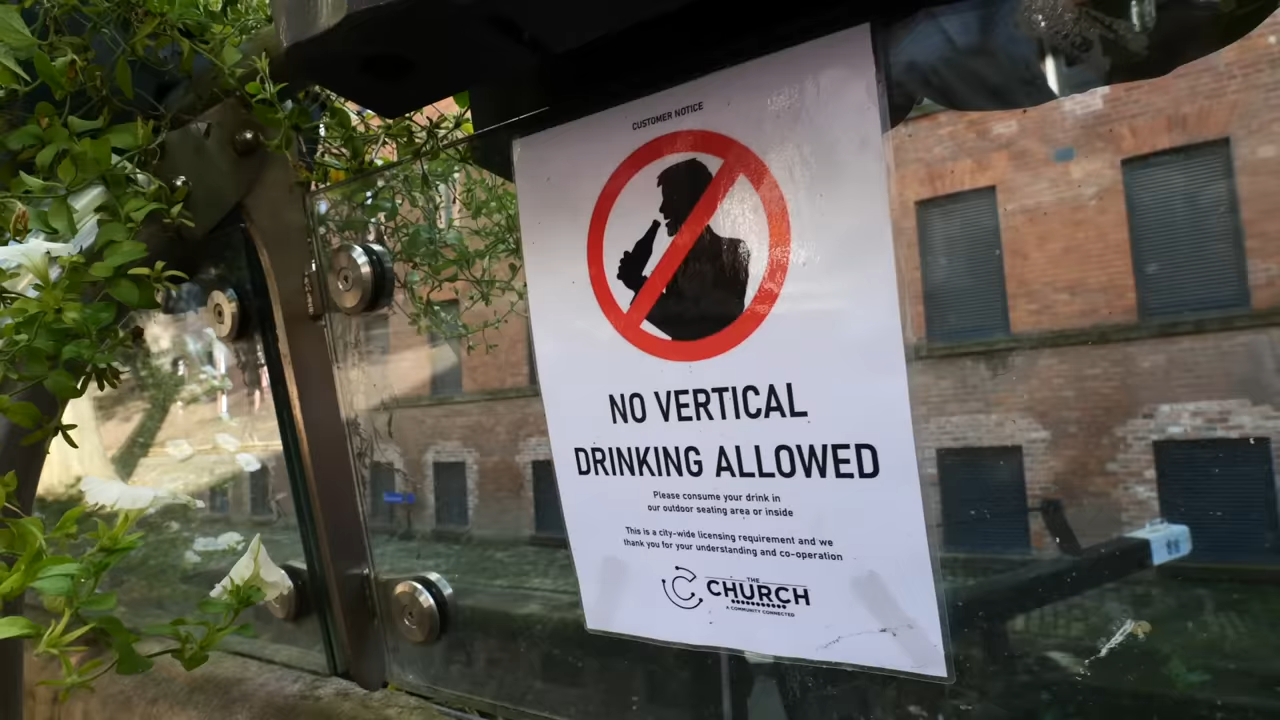 CUSTOMER NOTICE
NO VERTICAL
DRINKING ALLOWED
Please consume your drink in
our outdoor seating area or inside
This is a city-wide licensing requirement and we
thank you for your understanding and co-operation
THE
CHURCH
A COMMUNITY CONNECTED